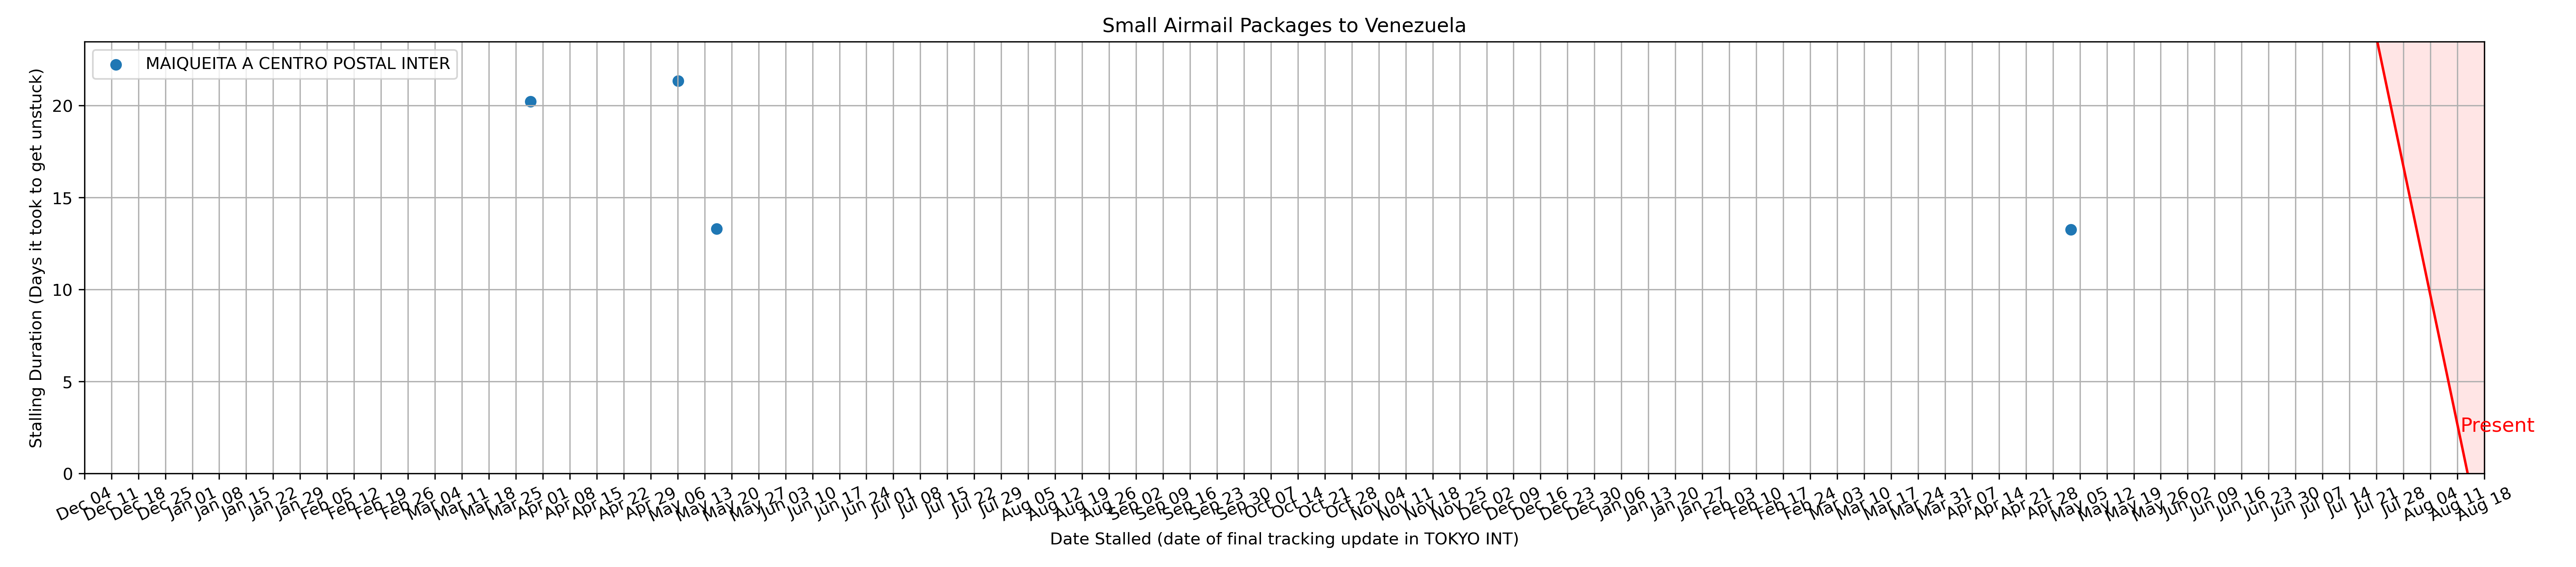 Small Airmail Packages to Venezuela
MAIQUEITA A CENTRO POSTAL INTER
Stalling Duration (Days it took to get unstuck)
20
15
10
5
0
Present
Dec 04
Dec 11
Dec 18
Dec 25
Jan 01
Jan 08
Jan 15
Jan 22
Jan 29
Feb 05
Feb 12
Feb 19
Feb 26
Mar 04
Mar 11
Mar 18
Mar 25
Apr 01
Apr 08
Apr 15
Apr 22
Apr 29
May 06
May 13
May 20
May 27
Jun 03
Jun 10
Jun 17
Jun 24
Jul 01
Jul 08
Jul 15
Jul 22
Jul 29
Aug 05
Aug 12
Aug 19
Aug 26
Sep 02
Sep 09
Sep 16
Sep 23
Sep 30
Oct 07
Oct 14
Oct 21
Oct 28
Nov 04
Nov 11
Nov 18
Nov 25
Dec 02
Dec 09
Dec 16
Dec 23
Dec 30
Jan 06
Jan 13
Jan 20
Jan 27
Feb 03
Feb 10
Feb 17
Feb 24
Mar 03
Mar 10
Mar 17
Mar 24
Mar 31
Apr 07
Apr 14
Apr 21
Apr 28
May 05
May 12
May 19
May 26
Jun 02
Jun 09
Jun 16
Jun 23
Jun 30
Jul 07
Jul 14
Jul 21
Jul 28
Aug 04
Aug 11
Aug 18
Date Stalled (date of final tracking update in TOKYO INT)